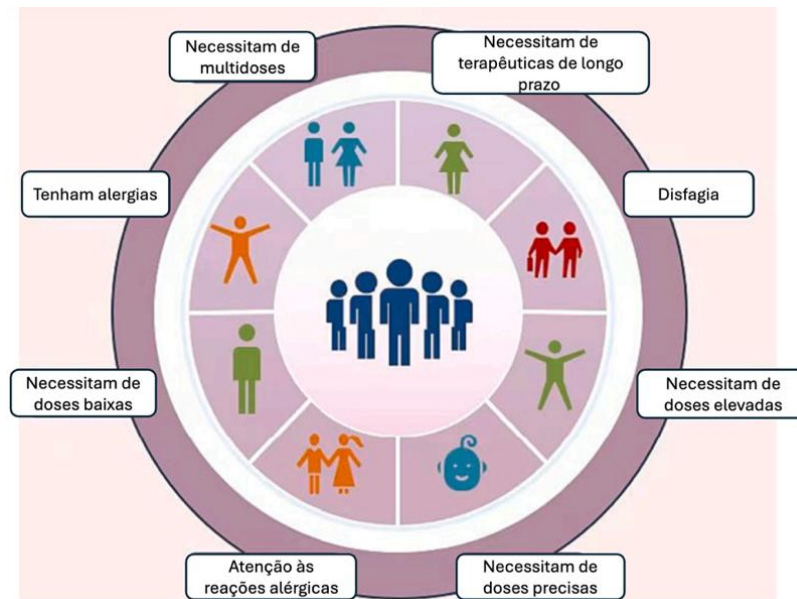 Necessitam de
multidoses
Necessitam de
terapêuticas de longo
prazo
Tenham alergias
Disfagia
Necessitam de
doses baixas
Necessitam de
doses elevadas
Atenção às
reações alérgicas
Necessitam de
doses precisas